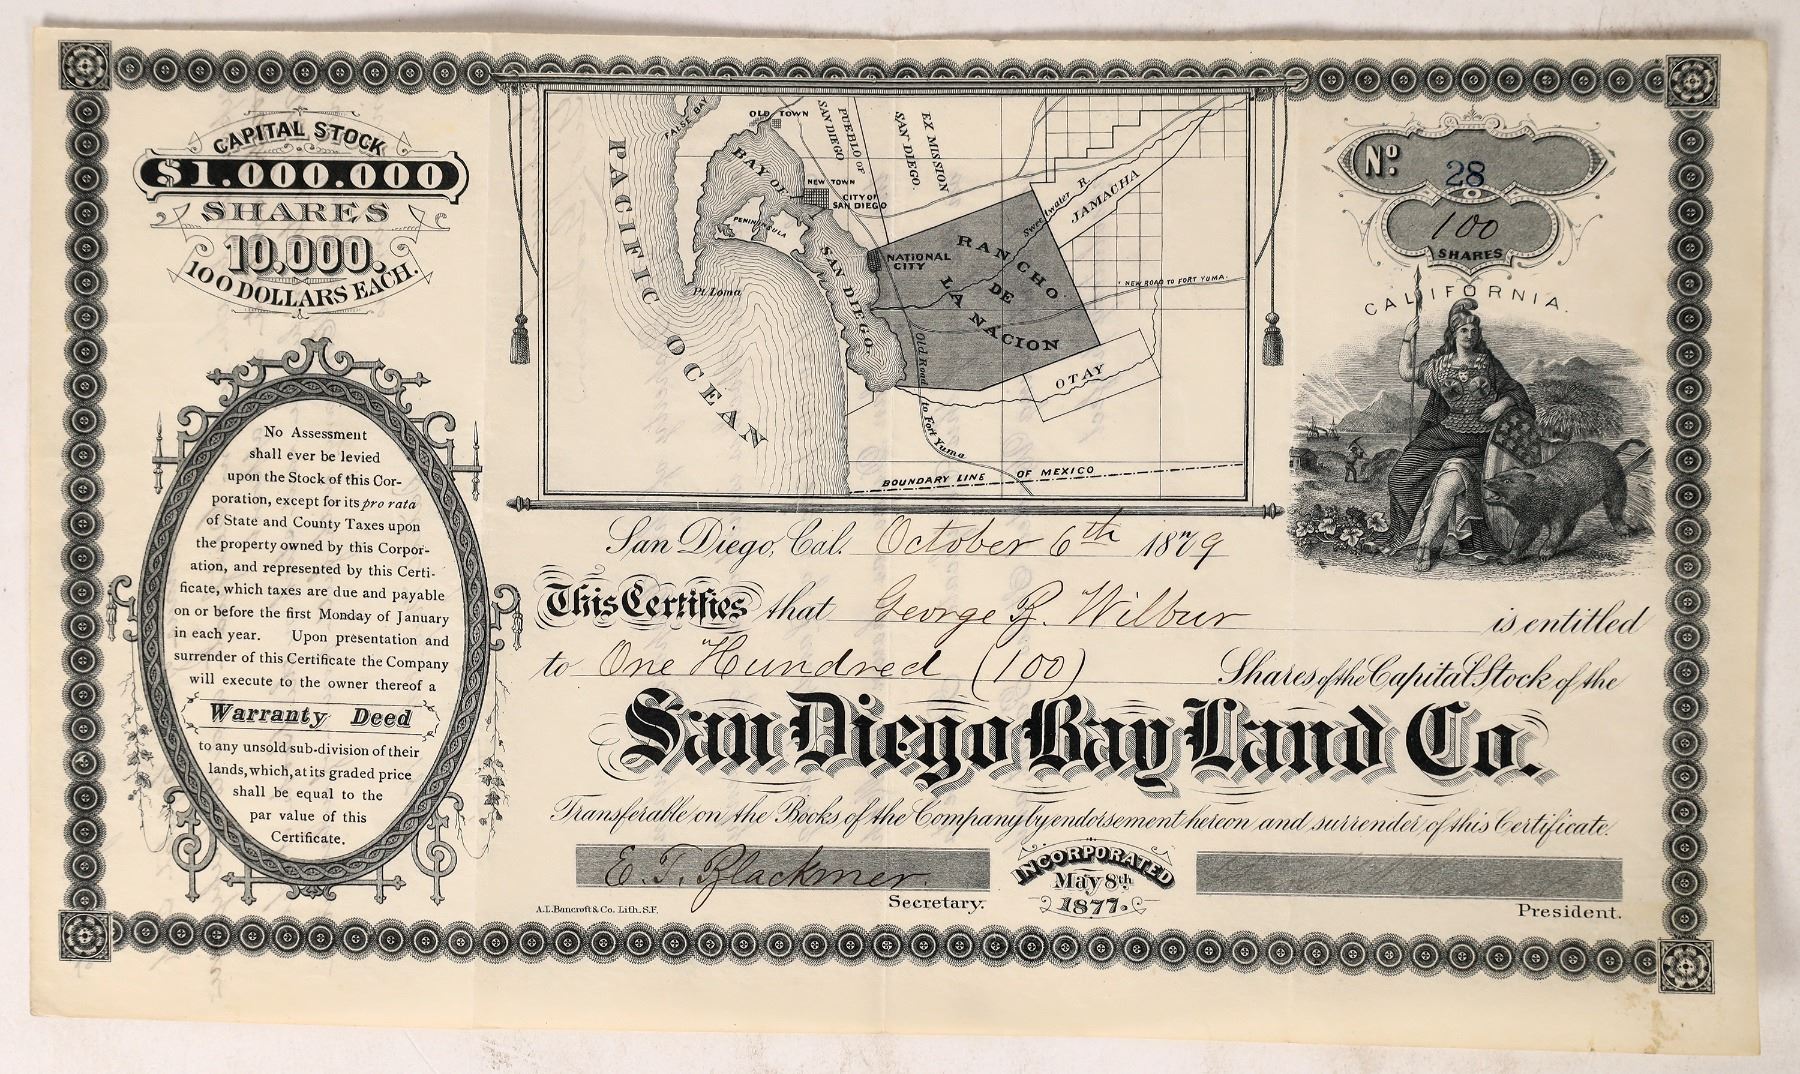 CAPITAL STOCK
$1.000.000
SHARES
10,000.
100 DOLLARS EACH.
No Assessment
shall ever be levied
upon the Stock of this Cor-
poration, except for its pro rata
of State and County Taxes upon
the property owned by this Corpor-
ation, and represented by this Certi-
ficate, which taxes are due and payable
on or before the first Monday of January
in each year. Upon presentation and
surrender of this Certificate the Company
will execute to the owner thereof a
Warranty Deed
to any unsold sub-division of their
lands, which, at its graded price
shall be equal to the
par value of this
Certificate.
PACIFIC OCEAN
FALSE BAY
OLD TOWN
PUEBLO OF
SAN DIEGO
EX MISSION
SAN DIEGO.
BAY OF
SAN DIEGO.
NEW TOWN
CITY OF
SAN DIEGO
PENINSULA
Pt. Loma
NATIONAL
CITY
RANCHO
DE
LA NACION
Sweetwater R.
JAMACHA
NEW ROAD TO FORT YUMA.
OTAY
Old Road to Fort Yuma
BOUNDARY LINE OF MEXICO
No. 28
100
SHARES
CALIFORNIA.
San Diego, Cal. October 6th 1879
This Certifies that George B. Wilbur is entitled
to One Hundred (100) Shares of the Capital Stock of the
San Diego Bay Land Co.
Transferable on the Books of the Company by endorsement hereon and surrender of this Certificate.
E. T. Blackmer
Secretary.
INCORPORATED
May 8th
1877.
President.
A.L. Bancroft & Co. Lith. S.F.